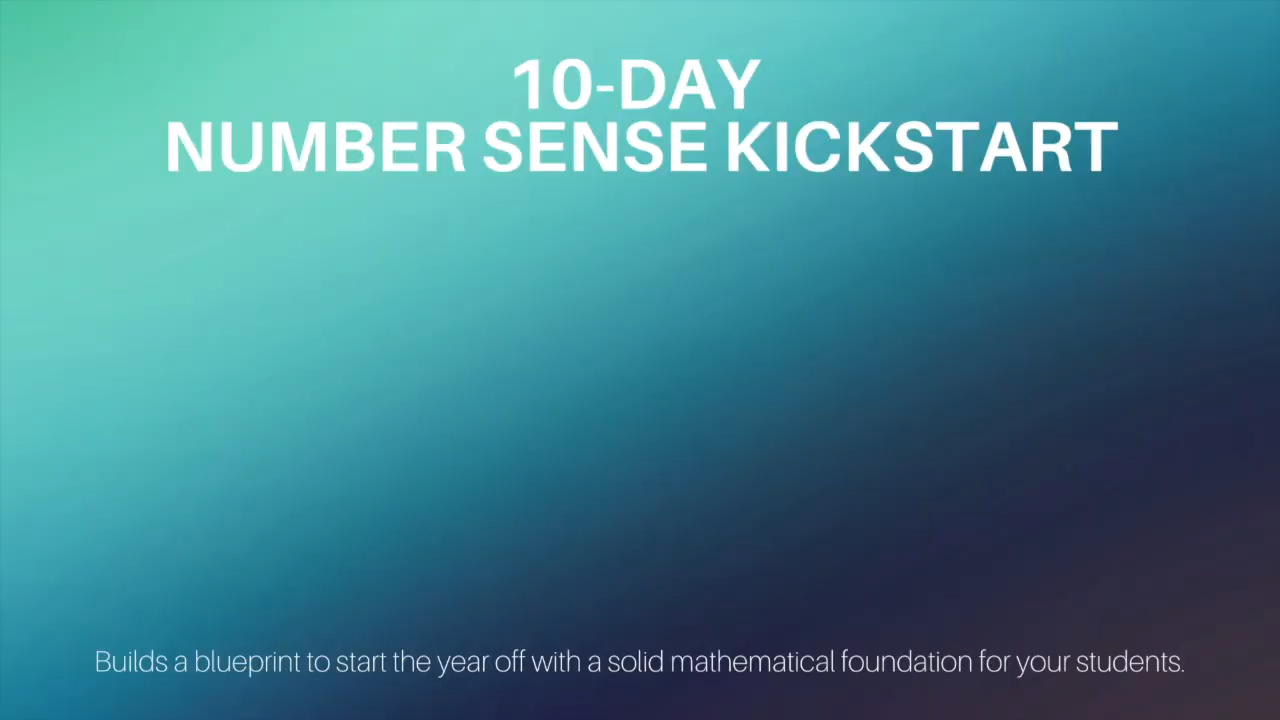 10-DAY
NUMBER SENSE KICKSTART
Builds a blueprint to start the year off with a solid mathematical foundation for your students.